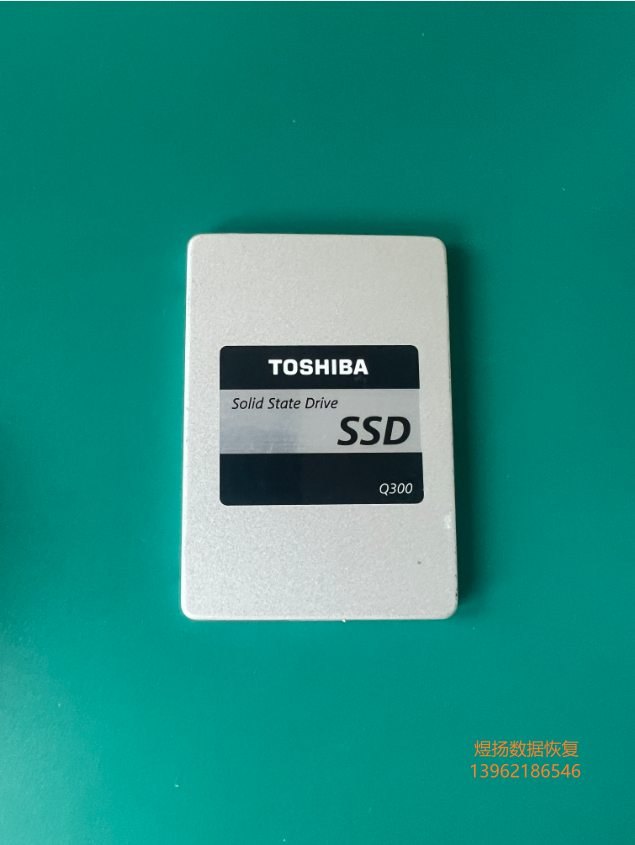 TOSHIBA
Solid State Drive
SSD
Q300
煜扬数据恢复
13962186546